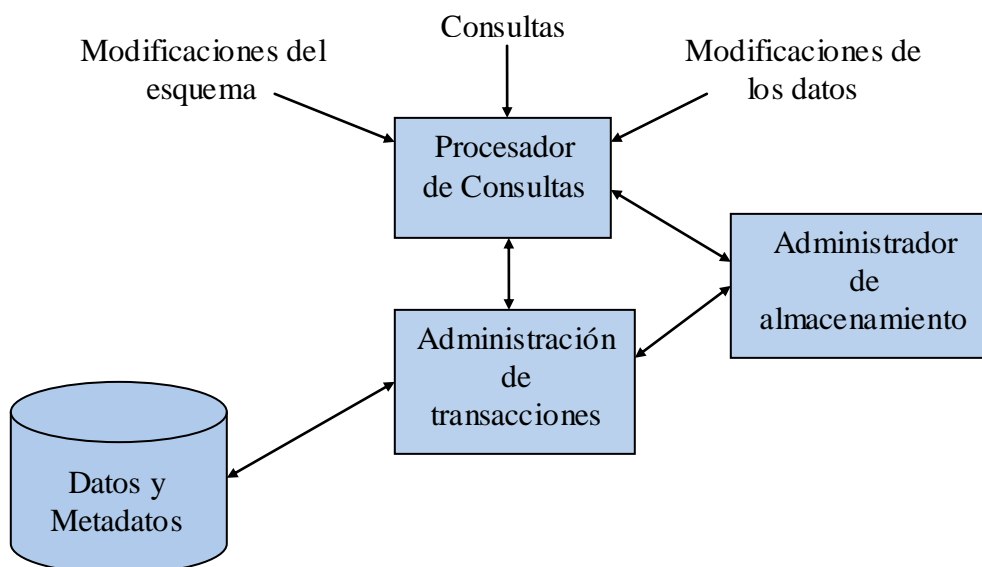 Consultas
Modificaciones del
esquema
Modificaciones de
los datos
Procesador
de Consultas
Administrador
de
almacenamiento
Administración
de
transacciones
Datos y
Metadatos